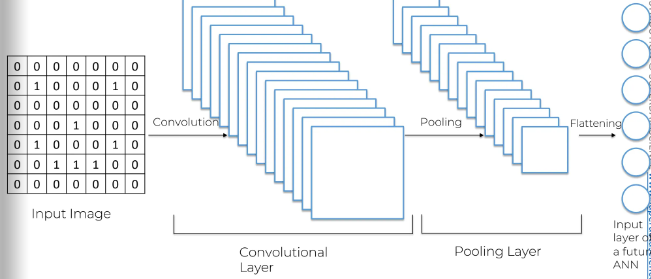 0 0 0 0 0 0 0
0 1 0 0 0 1 0
0 0 0 0 0 0 0
0 0 0 1 0 0 0
0 1 0 0 0 1 0
0 0 1 1 1 0 0
0 0 0 0 0 0 0
Input Image
Convolution
Convolutional
Layer
Pooling
Pooling Layer
Flattening
Input
layer of
a futur
ANN